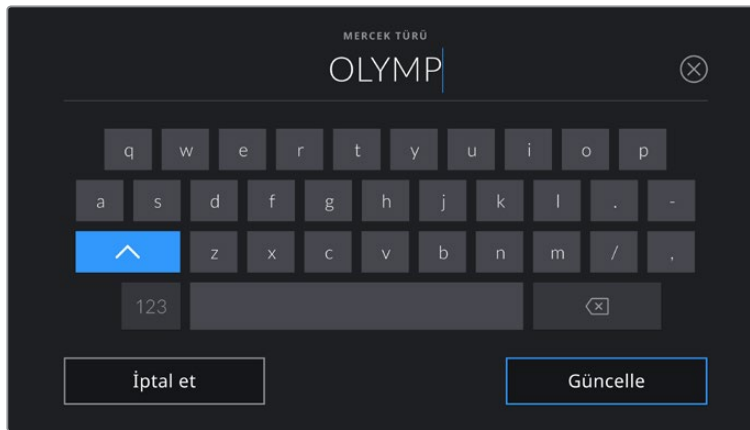 MERCEK TÜRÜ
OLYMP
q w e r t y u i o p
a s d f g h j k l . -
z x c v b n m / ,
123
İptal et Güncelle